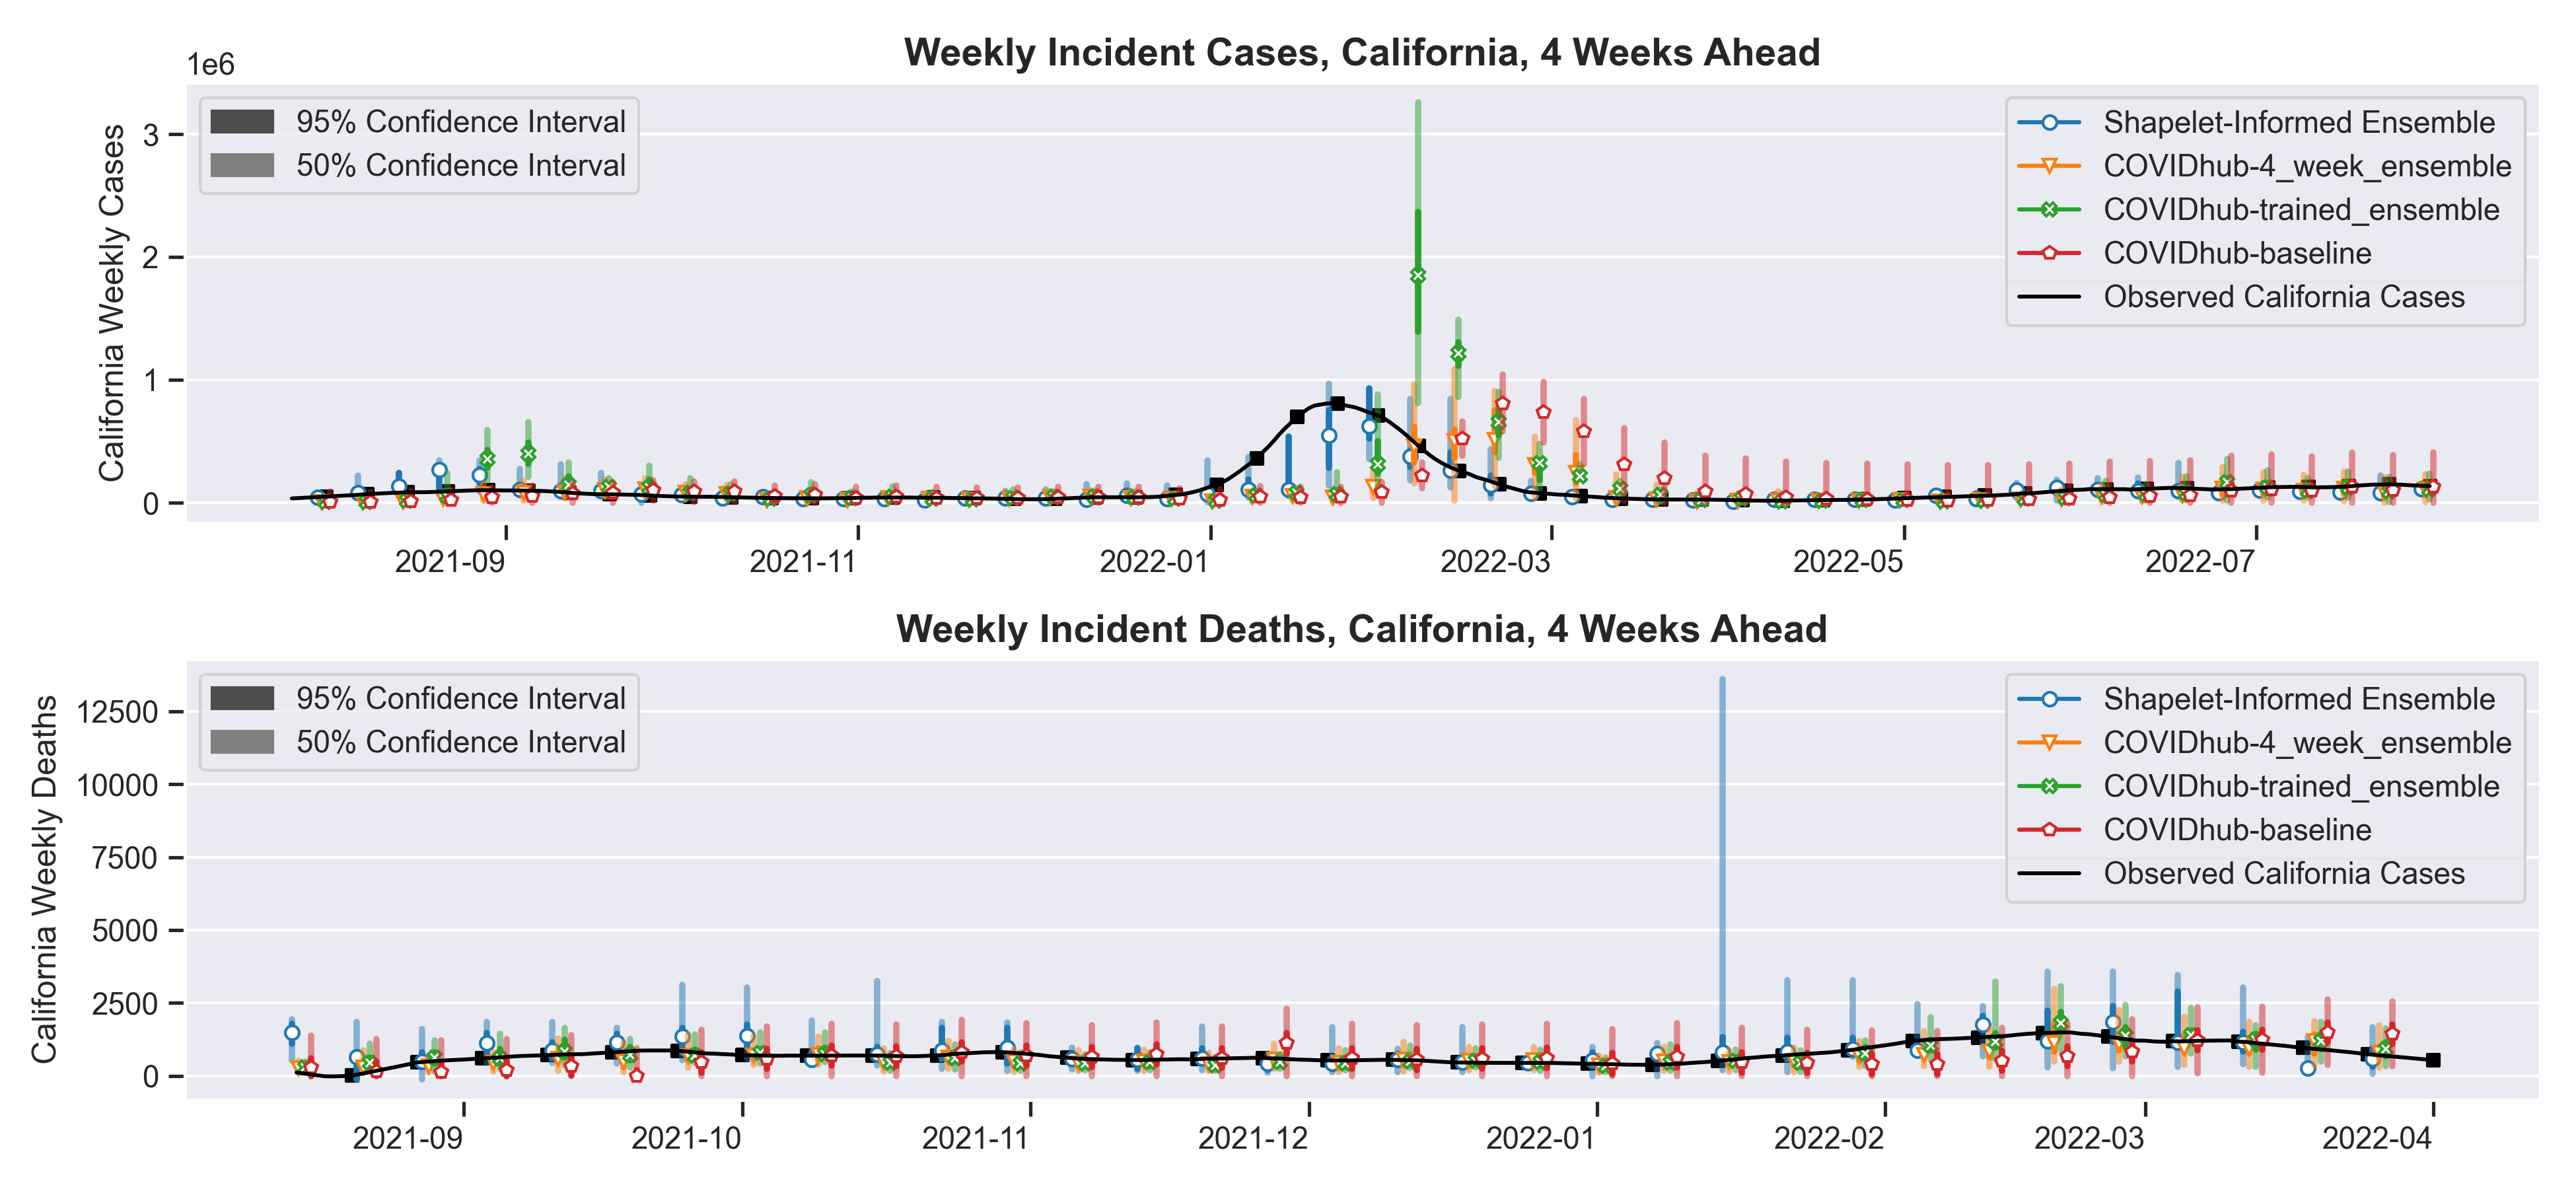 Weekly Incident Cases, California, 4 Weeks Ahead
1e6
95% Confidence Interval
50% Confidence Interval
Shapelet-Informed Ensemble
COVIDhub-4_week_ensemble
COVIDhub-trained_ensemble
COVIDhub-baseline
Observed California Cases
California Weekly Cases
3
2
1
0
2021-09
2021-11
2022-01
2022-03
2022-05
2022-07
Weekly Incident Deaths, California, 4 Weeks Ahead
95% Confidence Interval
50% Confidence Interval
Shapelet-Informed Ensemble
COVIDhub-4_week_ensemble
COVIDhub-trained_ensemble
COVIDhub-baseline
Observed California Cases
California Weekly Deaths
12500
10000
7500
5000
2500
0
2021-09
2021-10
2021-11
2021-12
2022-01
2022-02
2022-03
2022-04